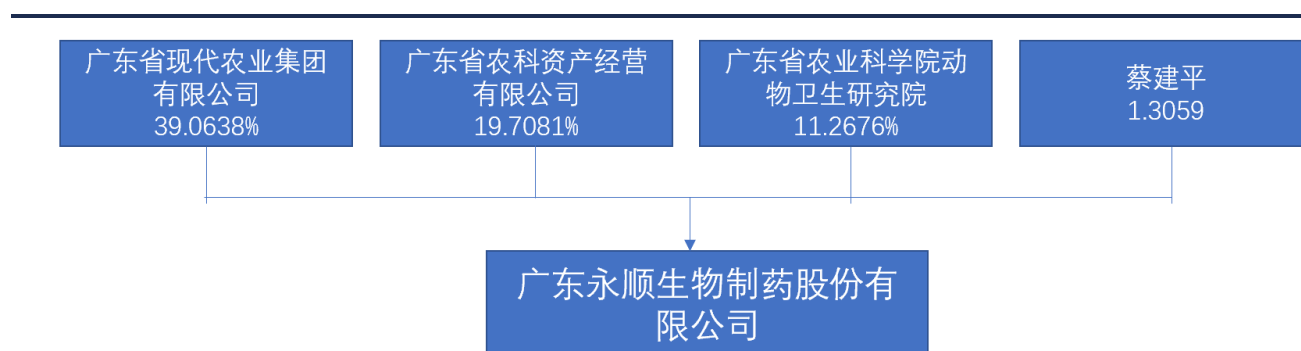 广东省现代农业集团
有限公司
39.0638%
广东省农科资产经营
有限公司
19.7081%
广东省农业科学院动
物卫生研究院
11.2676%
蔡建平
1.3059
广东永顺生物制药股份有
限公司